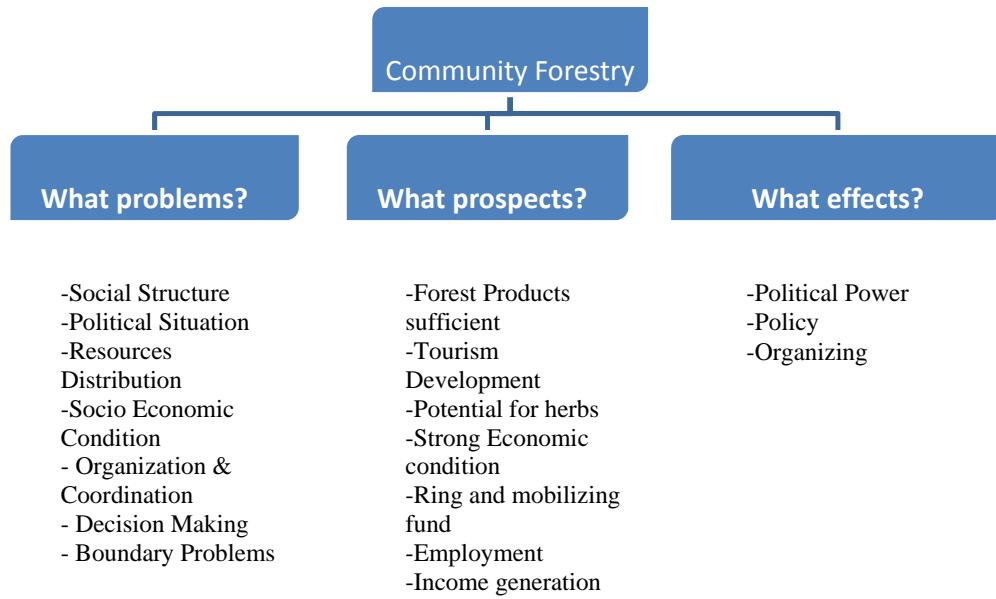 Community Forestry
What problems?
What prospects?
What effects?
-Social Structure
-Political Situation
-Resources
Distribution
-Socio Economic
Condition
- Organization &
Coordination
- Decision Making
- Boundary Problems
-Forest Products
sufficient
-Tourism
Development
-Potential for herbs
-Strong Economic
condition
-Ring and mobilizing
fund
-Employment
-Income generation
-Political Power
-Policy
-Organizing